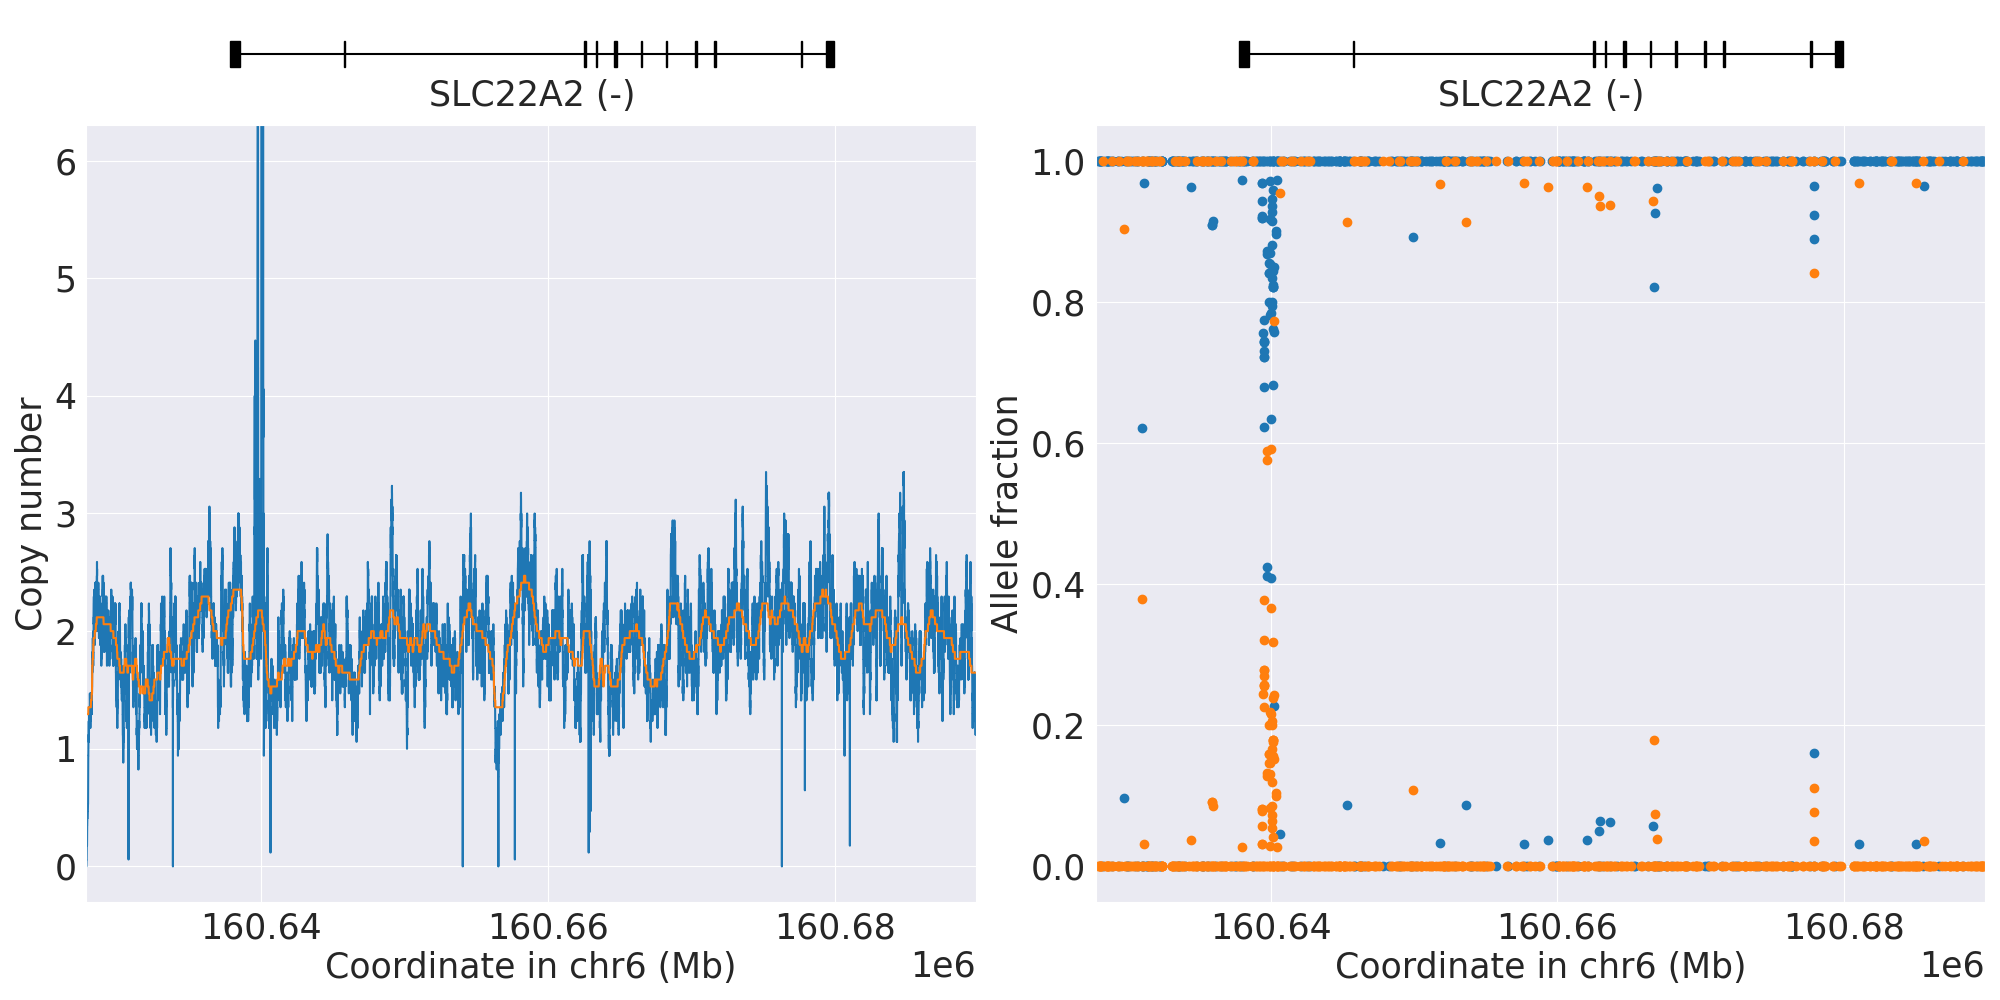 SLC22A2 (-)
Copy number
6
5
4
3
2
1
0
160.64
160.66
160.68
Coordinate in chr6 (Mb)
1e6
SLC22A2 (-)
Allele fraction
1.0
0.8
0.6
0.4
0.2
0.0
160.64
160.66
160.68
Coordinate in chr6 (Mb)
1e6